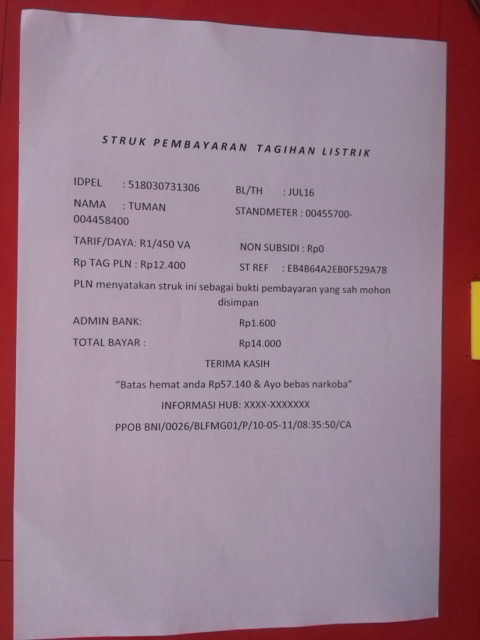 STRUK PEMBAYARAN TAGIHAN LISTRIK
IDPEL : 518030731306 BL/TH : JUL16
NAMA : TUMAN STANDMETER : 00455700-
004458400
TARIF/DAYA: R1/450 VA NON SUBSIDI : Rp0
Rp TAG PLN : Rp12.400 ST REF : EB4B64A2EB0F529A78
PLN menyatakan struk ini sebagai bukti pembayaran yang sah mohon
disimpan
ADMIN BANK: Rp1.600
TOTAL BAYAR : Rp14.000
TERIMA KASIH
"Batas hemat anda Rp57.140 & Ayo bebas narkoba"
INFORMASI HUB: XXXX-XXXXXXX
PPOB BNI/0026/BLFMG01/P/10-05-11/08:35:50/CA